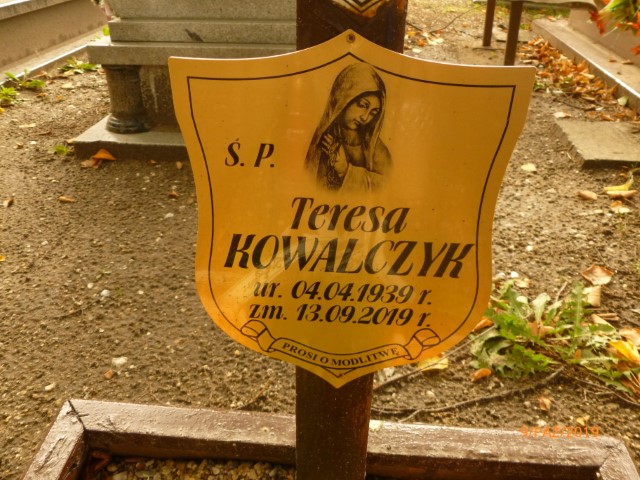 Ś. P.
Teresa
KOWALCZYK
ur. 04.04.1939 r.
zm. 13.09.2019 r.
PROSI O MODLITWĘ